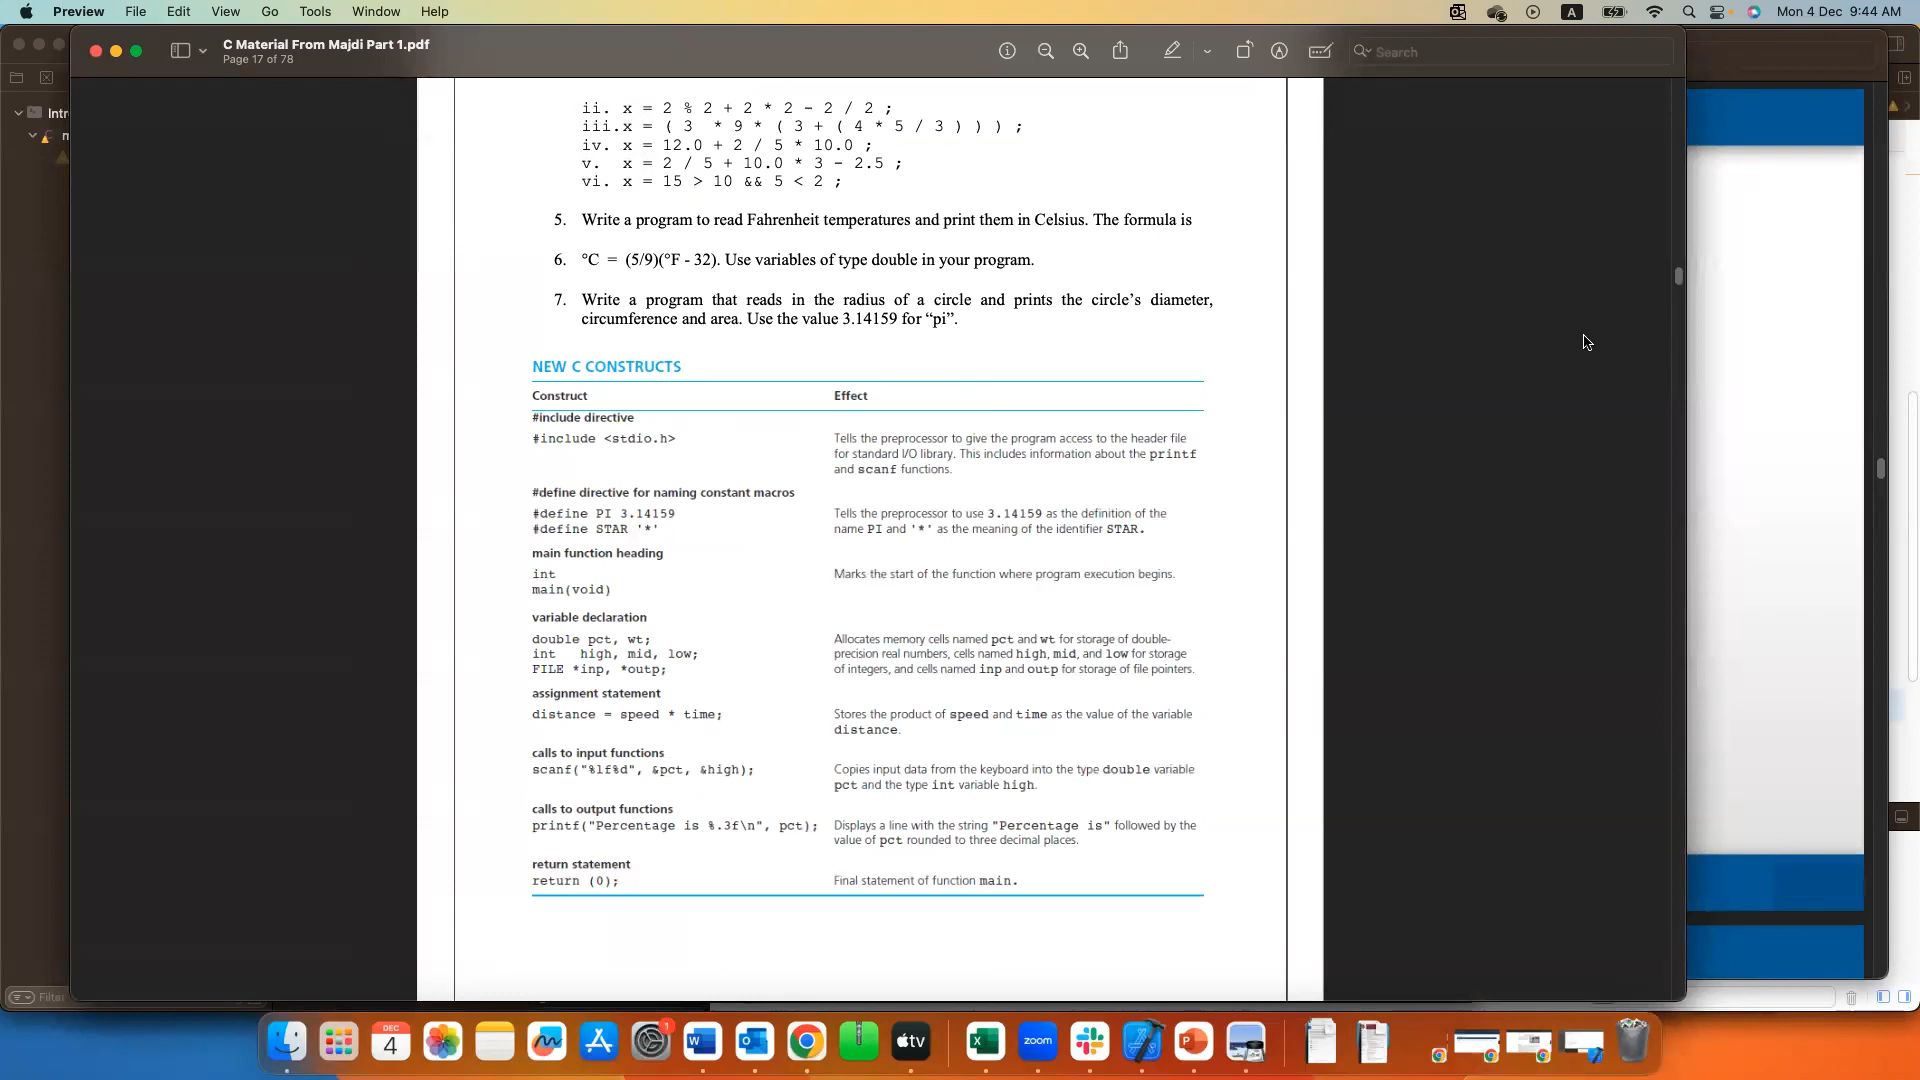 Preview File Edit View Go Tools Window Help
A
Mon 4 Dec 9:44 AM
C Material From Majdi Part 1.pdf
Page 17 of 78
Search
Intr
m
ii. x = 2 % 2 + 2 * 2 - 2 / 2 ;
iii.x = ( 3 * 9 * ( 3 + ( 4 * 5 / 3 ) ) ) ;
iv. x = 12.0 + 2 / 5 * 10.0 ;
v. x = 2 / 5 + 10.0 * 3 - 2.5 ;
vi. x = 15 > 10 && 5 < 2 ;
5. Write a program to read Fahrenheit temperatures and print them in Celsius. The formula is
6. °C = (5/9)(°F - 32). Use variables of type double in your program.
7. Write a program that reads in the radius of a circle and prints the circle’s diameter,
circumference and area. Use the value 3.14159 for “pi”.
NEW C CONSTRUCTS
Construct Effect
#include directive
#include <stdio.h> Tells the preprocessor to give the program access to the header file
for standard I/O library. This includes information about the printf
and scanf functions.
#define directive for naming constant macros
#define PI 3.14159 Tells the preprocessor to use 3.14159 as the definition of the
#define STAR '*' name PI and '*' as the meaning of the identifier STAR.
main function heading
int Marks the start of the function where program execution begins.
main(void)
variable declaration
double pct, wt; Allocates memory cells named pct and wt for storage of double-
int high, mid, low; precision real numbers, cells named high, mid, and low for storage
FILE *inp, *outp; of integers, and cells named inp and outp for storage of file pointers.
assignment statement
distance = speed * time; Stores the product of speed and time as the value of the variable
distance.
calls to input functions
scanf("%lf%d", &pct, &high); Copies input data from the keyboard into the type double variable
pct and the type int variable high.
calls to output functions
printf("Percentage is %.3f\n", pct); Displays a line with the string "Percentage is" followed by the
value of pct rounded to three decimal places.
return statement
return (0); Final statement of function main.
Filter
DEC
4
1
W
O
tv
X
zoom
P